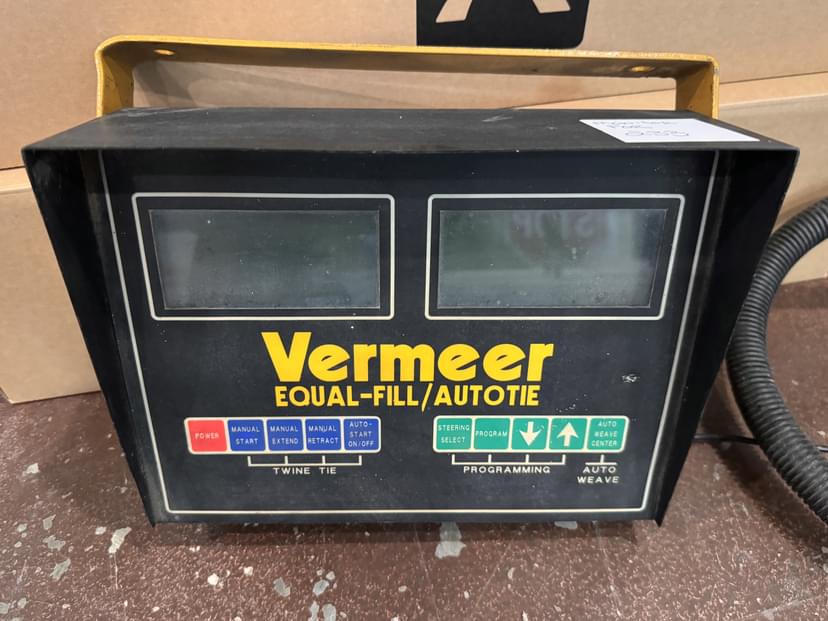 Vermeer
EQUAL-FILL/AUTOTIE
POWER
MANUAL
START
MANUAL
EXTEND
MANUAL
RETRACT
AUTO-
START
ON/OFF
TWINE TIE
STEERING
SELECT
PROGRAM
AUTO
WEAVE
CENTER
PROGRAMMING
AUTO
WEAVE